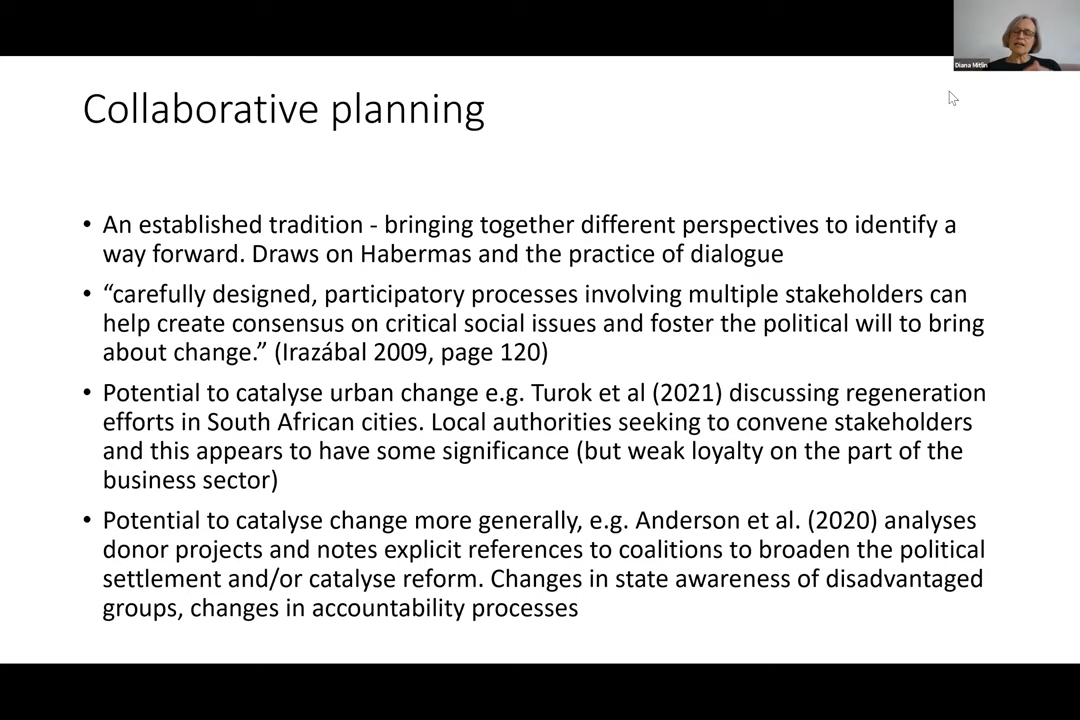 Diana Mitlin
Collaborative planning
• An established tradition - bringing together different perspectives to identify a
way forward. Draws on Habermas and the practice of dialogue
• “carefully designed, participatory processes involving multiple stakeholders can
help create consensus on critical social issues and foster the political will to bring
about change.” (Irazábal 2009, page 120)
• Potential to catalyse urban change e.g. Turok et al (2021) discussing regeneration
efforts in South African cities. Local authorities seeking to convene stakeholders
and this appears to have some significance (but weak loyalty on the part of the
business sector)
• Potential to catalyse change more generally, e.g. Anderson et al. (2020) analyses
donor projects and notes explicit references to coalitions to broaden the political
settlement and/or catalyse reform. Changes in state awareness of disadvantaged
groups, changes in accountability processes